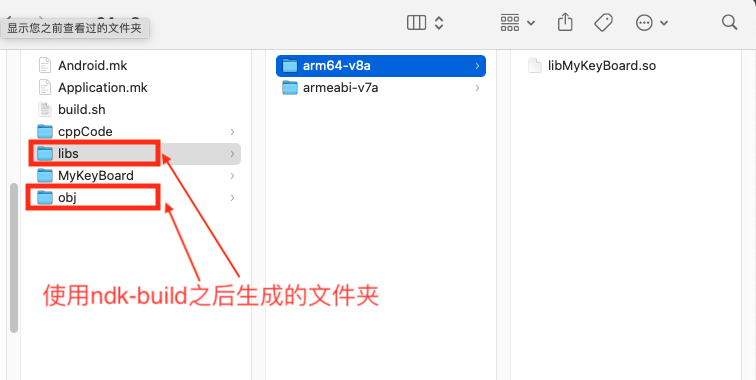 显示您之前查看过的文件夹
Android.mk
Application.mk
build.sh
cppCode
libs
MyKeyBoard
obj
arm64-v8a
armeabi-v7a
libMyKeyBoard.so
使用ndk-build之后生成的文件夹